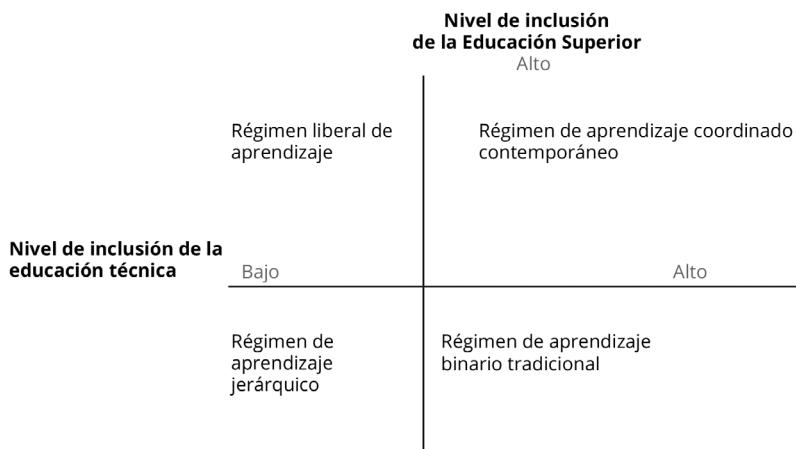 Nivel de inclusión
de la Educación Superior
Alto
Régimen liberal de
aprendizaje
Régimen de aprendizaje coordinado
contemporáneo
Nivel de inclusión de la
educación técnica
Bajo
Alto
Régimen de
aprendizaje
jerárquico
Régimen de aprendizaje
binario tradicional